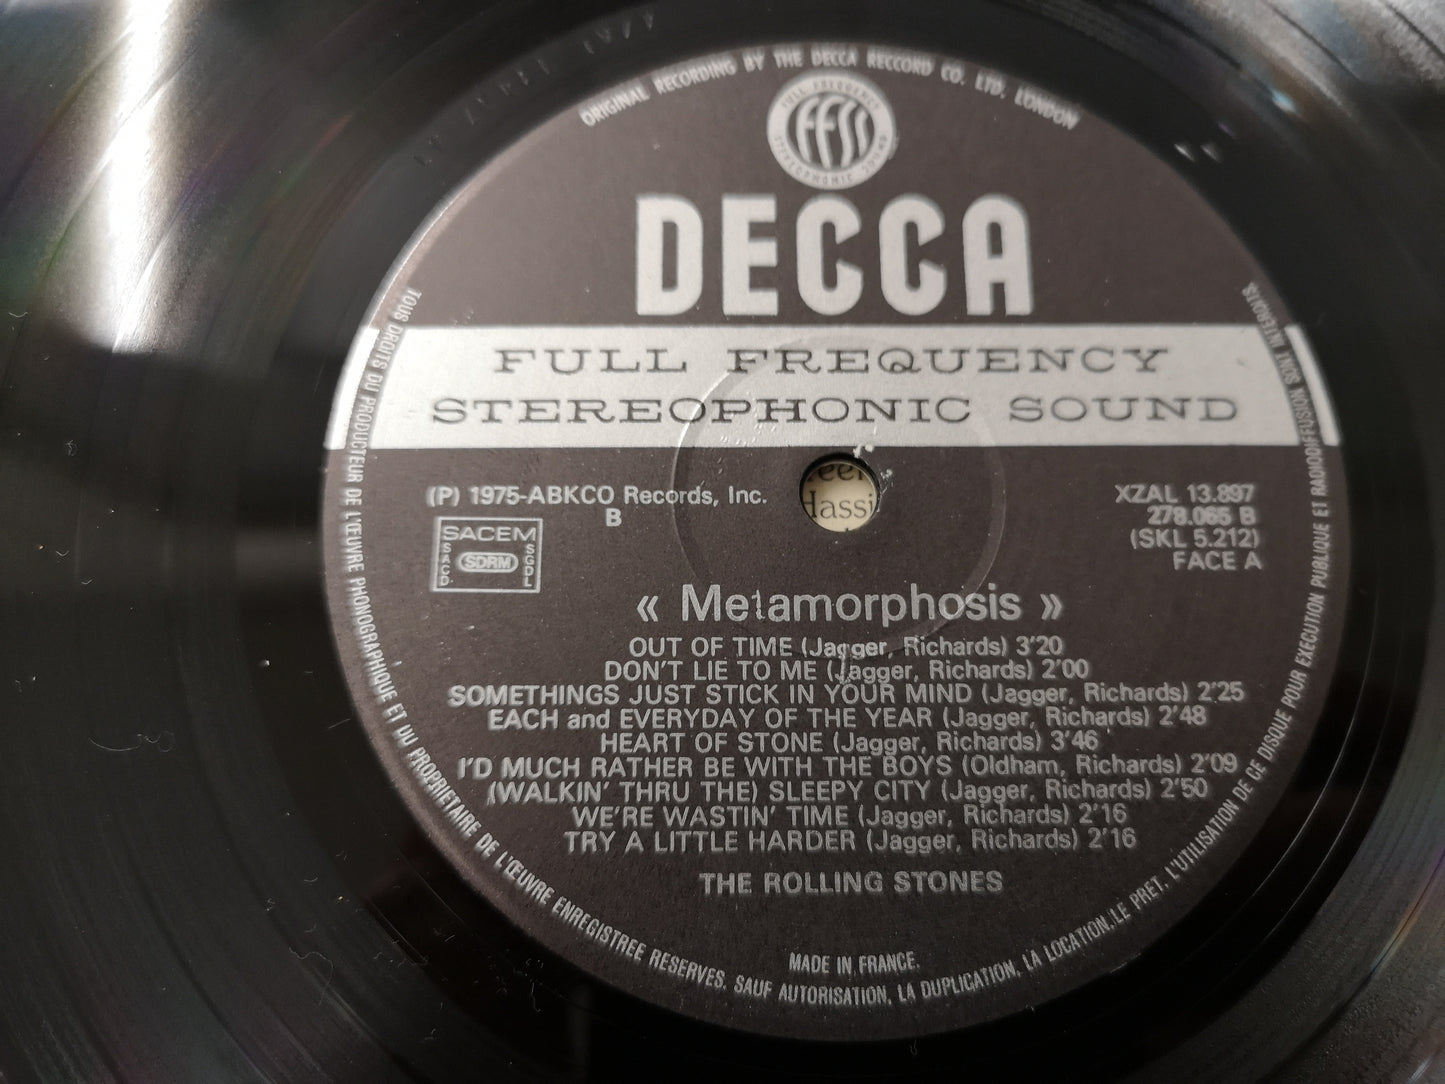 ORIGINAL RECORDING BY THE DECCA RECCORD CO. LTD. LONDON
FULL FREQUENCY
FFSS
STEREOPHONIC SOUND
DECCA
FULL FREQUENCY
STEREOPHONIC SOUND
(P) 1975-ABKCO Records, Inc.
B
SACEM
SACD
SDRM
SGDL
XZAL 13.897
278.065 B
(SKL 5.212)
FACE A
« Metamorphosis »
OUT OF TIME (Jagger, Richards) 3'20
DON'T LIE TO ME (Jagger, Richards) 2'00
SOMETHINGS JUST STICK IN YOUR MIND (Jagger, Richards) 2'25
EACH and EVERYDAY OF THE YEAR (Jagger, Richards) 2'48
HEART OF STONE (Jagger, Richards) 3'46
I'D MUCH RATHER BE WITH THE BOYS (Oldham, Richards) 2'09
(WALKIN' THRU THE) SLEEPY CITY (Jagger, Richards) 2'50
WE'RE WASTIN' TIME (Jagger, Richards) 2'16
TRY A LITTLE HARDER (Jagger, Richards) 2'16
THE ROLLING STONES
MADE IN FRANCE.
TOUS DROITS DU PRODUCTEUR DE L'ŒUVRE PHONOGRAPHIQUE ET DU PROPRIETAIRE DE L'ŒUVRE ENREGISTREE RESERVES. SAUF AUTORISATION, LA DUPLICATION, LA LOCATION, LE PRET, L'UTILISATION DE CE DISQUE POUR EXECUTION PUBLIQUE ET RADIODIFFUSION SONT INTERDITS.